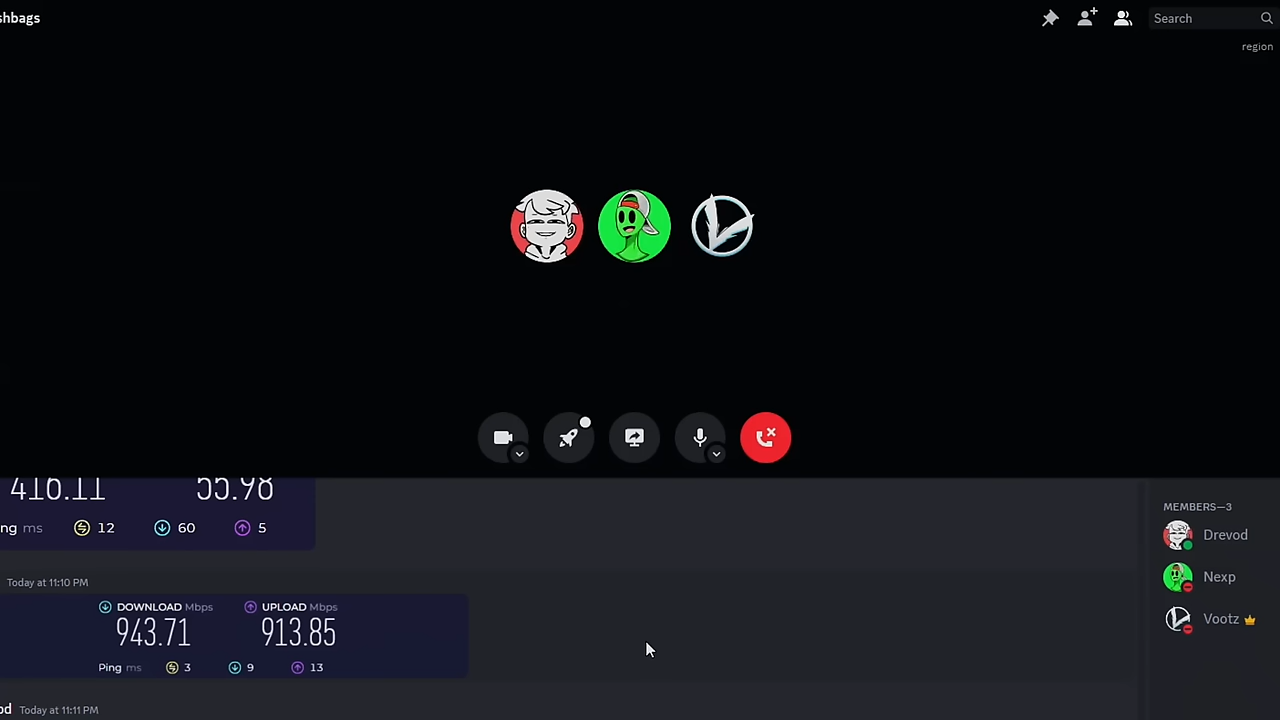 shbags
Search
region
416.11 55.98
ng ms 12 60 5
MEMBERS—3
Drevod
Nexp
Vootz
Today at 11:10 PM
DOWNLOAD Mbps UPLOAD Mbps
943.71 913.85
Ping ms 3 9 13
od Today at 11:11 PM